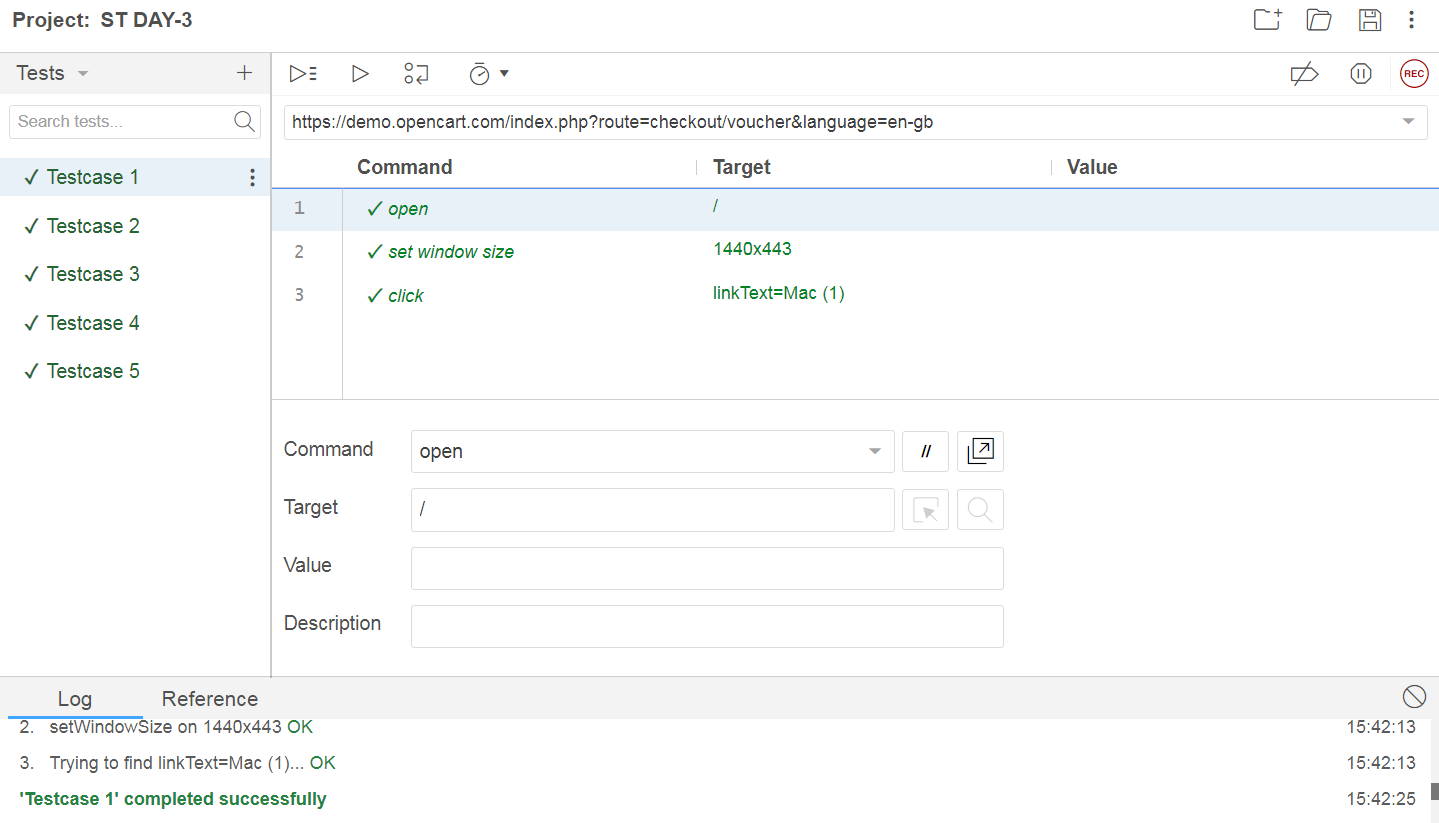 Project: ST DAY-3
Tests
Search tests...
✓ Testcase 1
✓ Testcase 2
✓ Testcase 3
✓ Testcase 4
✓ Testcase 5
REC
https://demo.opencart.com/index.php?route=checkout/voucher&language=en-gb
Command Target Value
1 ✓ open /
2 ✓ set window size 1440x443
3 ✓ click linkText=Mac (1)
Command open //
Target /
Value
Description
Log Reference
2. setWindowSize on 1440x443 OK 15:42:13
3. Trying to find linkText=Mac (1)... OK 15:42:13
'Testcase 1' completed successfully 15:42:25